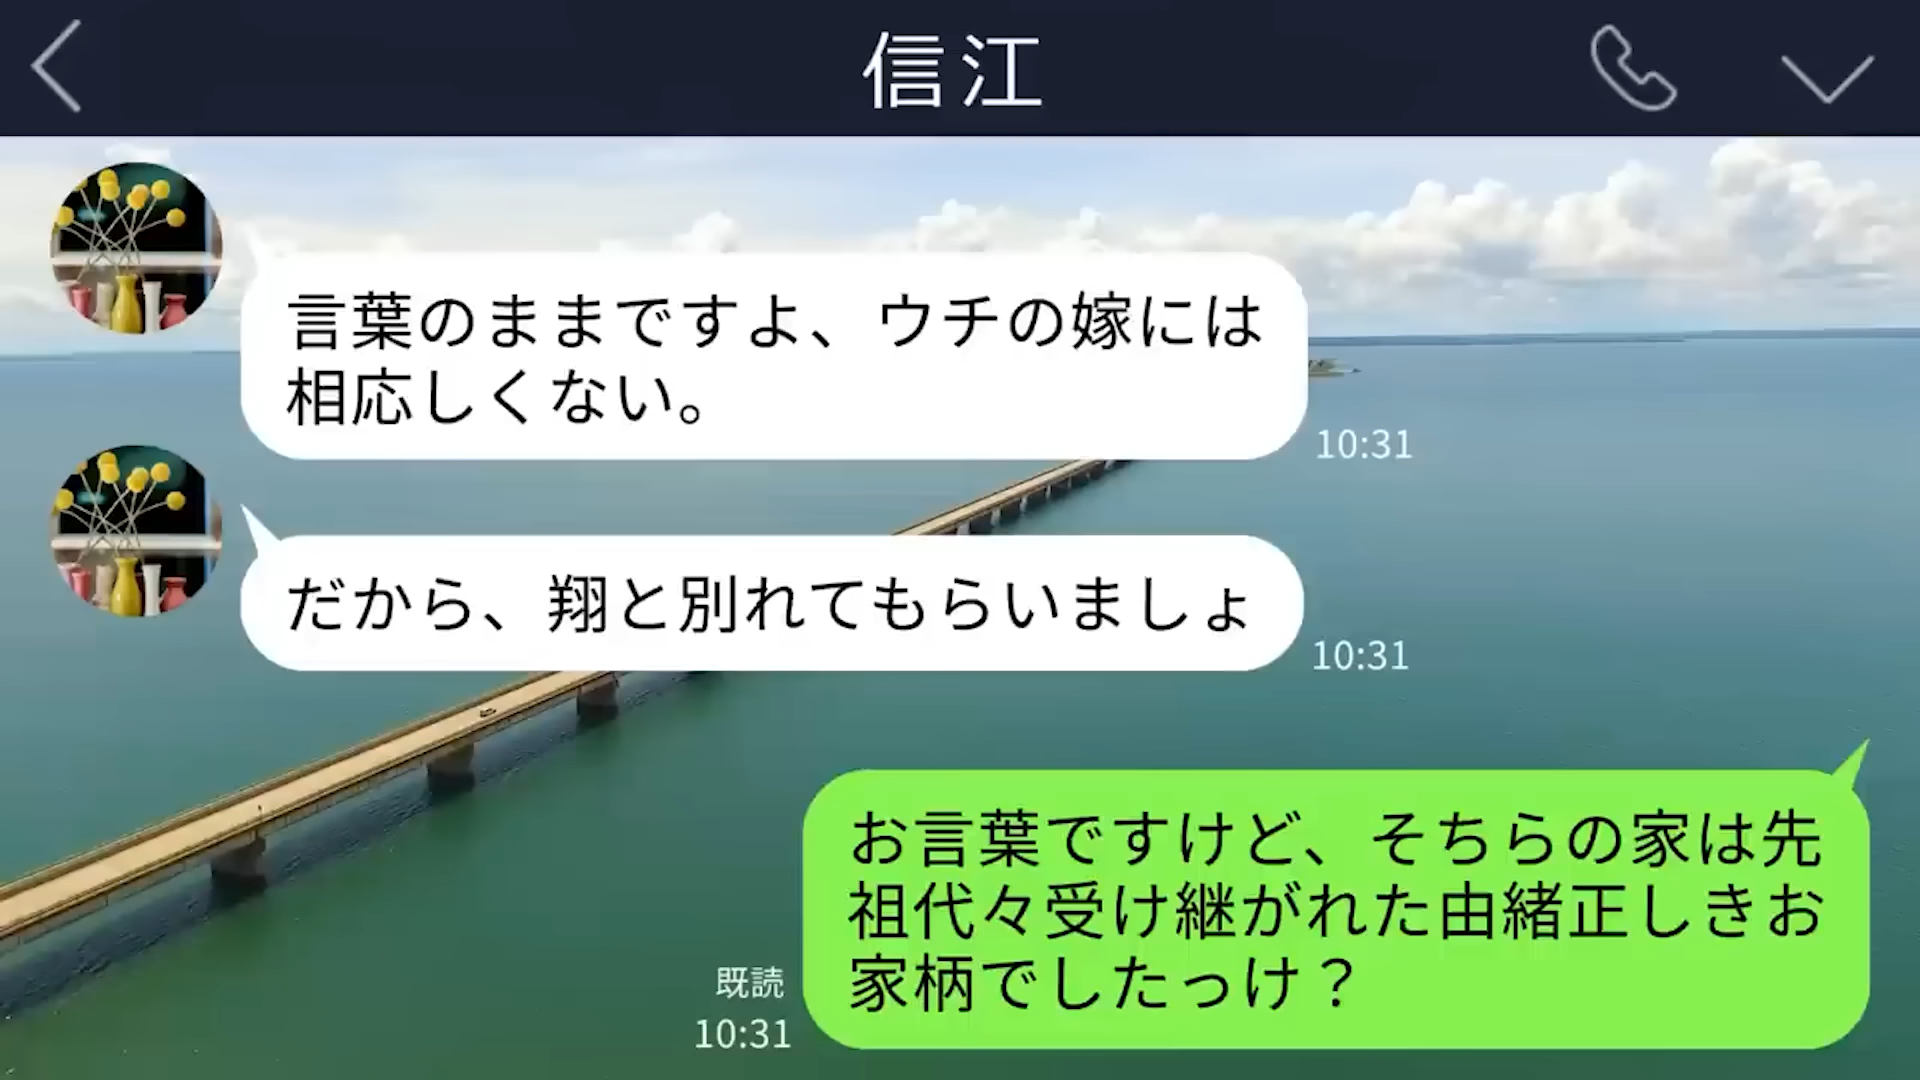 信江
言葉のままですよ、ウチの嫁には
相応しくない。
10:31
だから、翔と別れてもらいましょ
10:31
お言葉ですけど、そちらの家は先
祖代々受け継がれた由緒正しきお
家柄でしたっけ？
既読
10:31